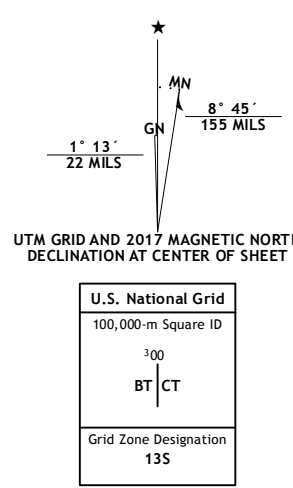 ★
MN
GN
8° 45´
155 MILS
1° 13´
22 MILS
UTM GRID AND 2017 MAGNETIC NORTH
DECLINATION AT CENTER OF SHEET
U.S. National Grid
100,000-m Square ID
³00
BT CT
Grid Zone Designation
13S